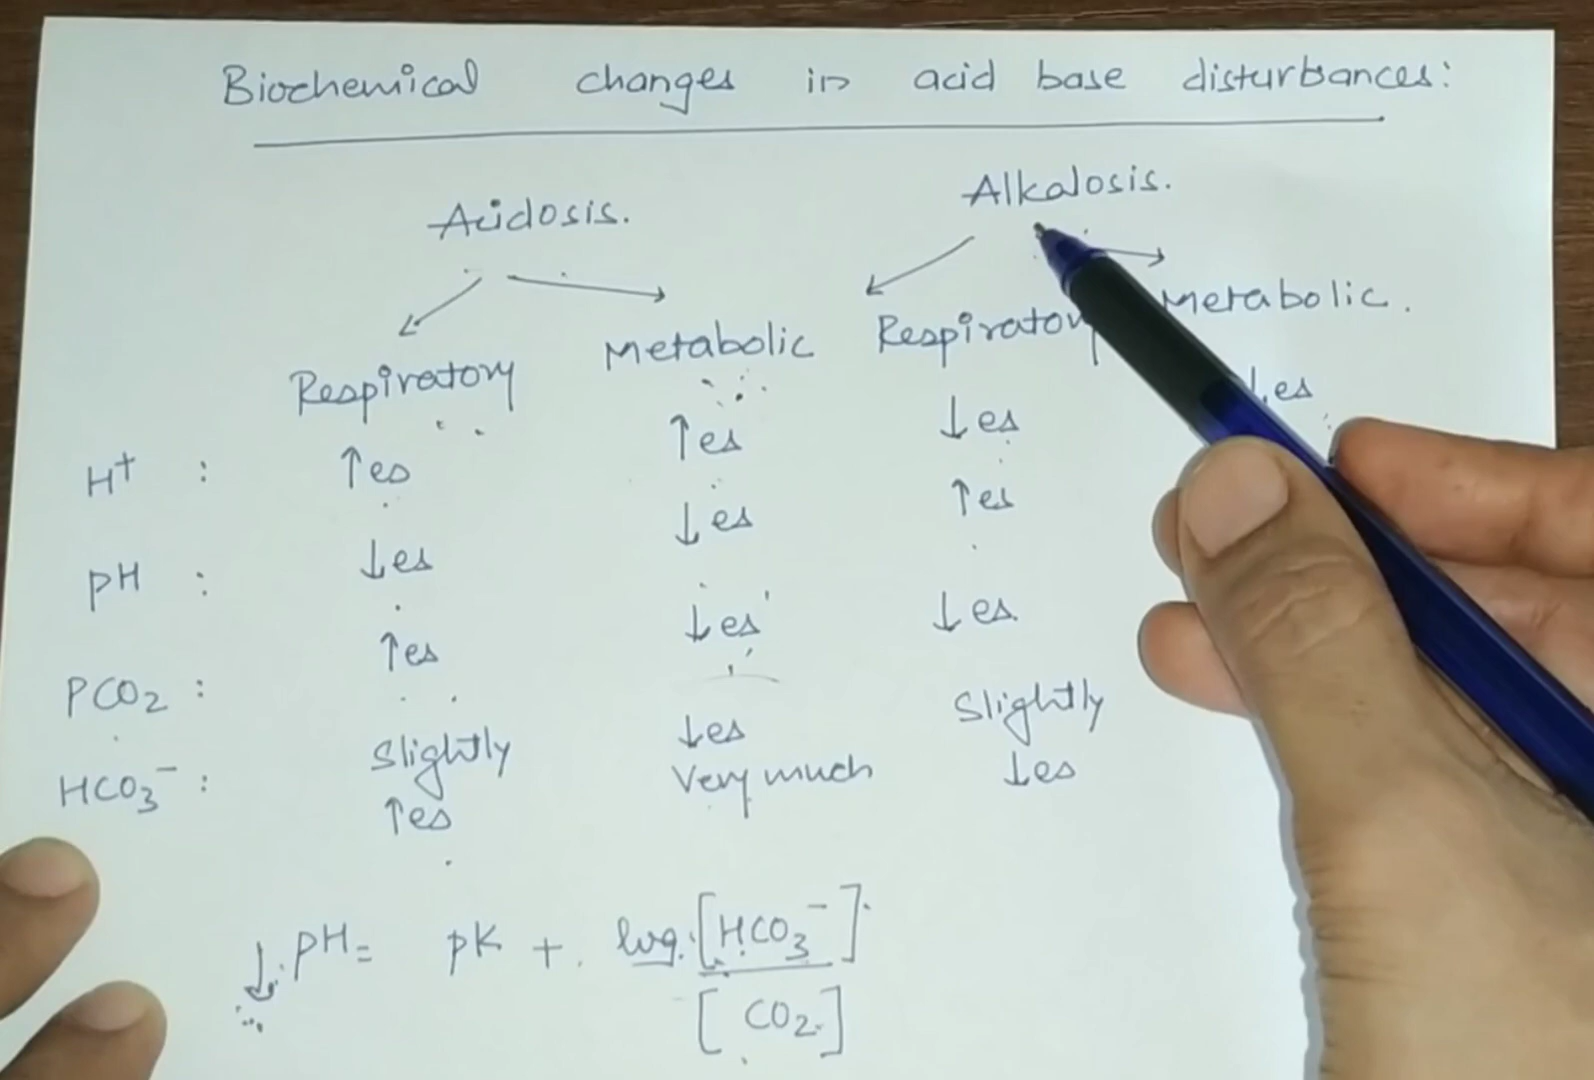 Biochemical changes in acid base disturbances:
Acidosis. Alkalosis.
Respiratory Metabolic Respiratory Metabolic.
H+ : ↑es ↑es ↓es ↓es
pH : ↓es ↓es ↑es
PCO2 : ↑es ↓es ↓es.
HCO3- : Slightly ↑es ↓es Very much Slightly ↓es
↓pH = pK + log [HCO3-]
[CO2]